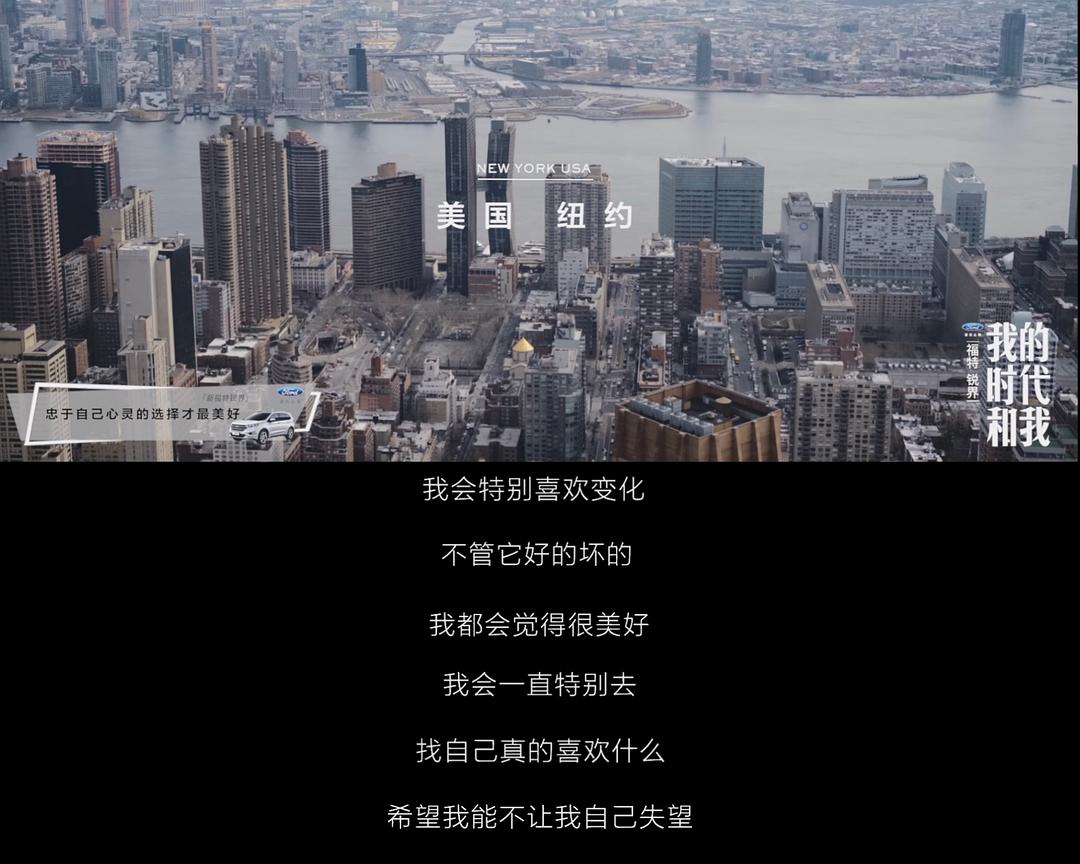 NEW YORK USA
美国 纽约
Ford
福特 锐界
我的
时代
和我
「新福特锐界」
Ford
忠于自己心灵的选择才最美好
我会特别喜欢变化
不管它好的坏的
我都会觉得很美好
我会一直特别去
找自己真的喜欢什么
希望我能不让我自己失望